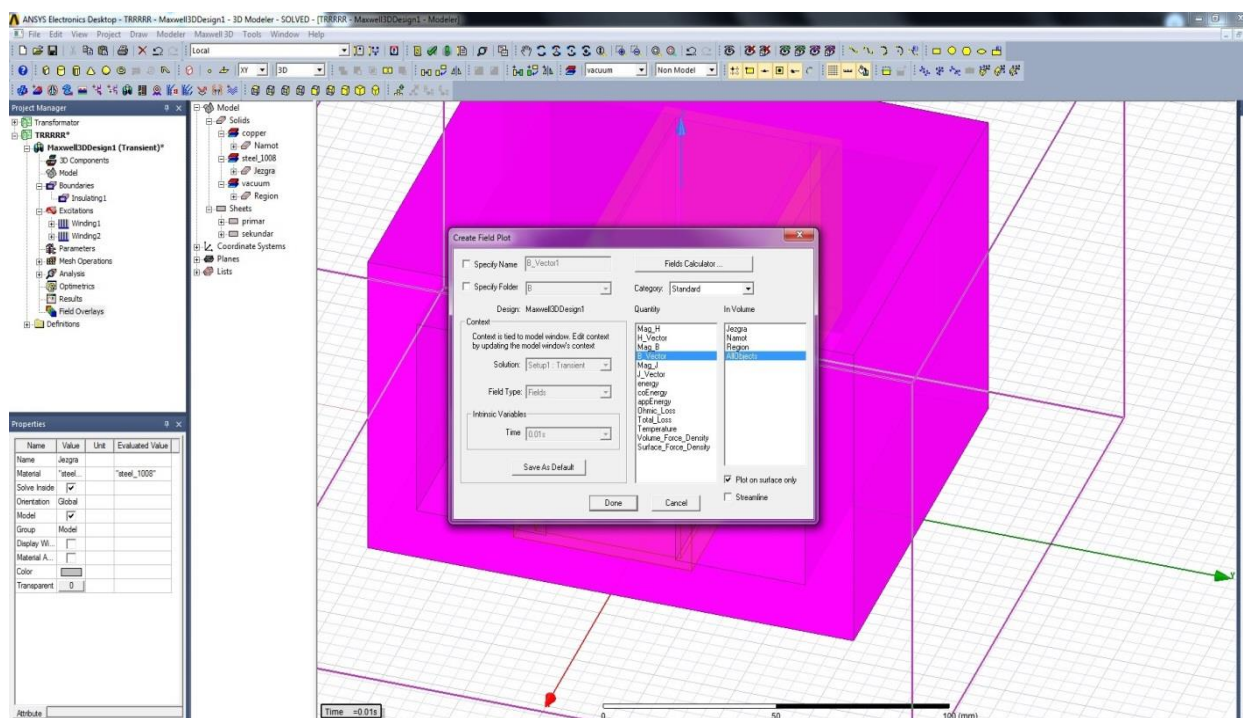 ANSYS Electronics Desktop - TRRRRR - Maxwell3DDesign1 - 3D Modeler - SOLVED - [TRRRRR - Maxwell3DDesign1 - Modeler]
File Edit View Project Draw Modeler Maxwell 3D Tools Window Help
Local
XY 3D vacuum Non Model
Project Manager
Transformator
TRRRRR*
Maxwell3DDesign1 (Transient)*
3D Components
Model
Boundaries
Insulating1
Excitations
Winding1
Winding2
Parameters
Mesh Operations
Analysis
Optimetrics
Results
Field Overlays
Definitions
Model
Solids
copper
Namot
steel_1008
Jezgra
vacuum
Region
Sheets
primar
sekundar
Coordinate Systems
Planes
Lists
Properties
Name Value Unit Evaluated Value
Name Jezgra
Material "steel... "steel_1008"
Solve Inside
Orientation Global
Model
Group Model
Display Wi...
Material A...
Color
Transparent 0
Attribute
Create Field Plot
Specify Name B_Vector1
Specify Folder B
Design: Maxwell3DDesign1
Context
Context is tied to model window. Edit context
by updating the model window's context
Solution: Setup1 : Transient
Field Type: Fields
Intrinsic Variables
Time 0.01s
Save As Default
Fields Calculator ...
Category: Standard
Quantity
Mag_H
H_Vector
Mag_B
B_Vector
Mag_J
J_Vector
energy
coEnergy
appEnergy
Ohmic_Loss
Total_Loss
Temperature
Volume_Force_Density
Surface_Force_Density
In Volume
Jezgra
Namot
Region
AllObjects
Plot on surface only
Streamline
Done Cancel
Y
Time =0.01s
0 50 100 (mm)